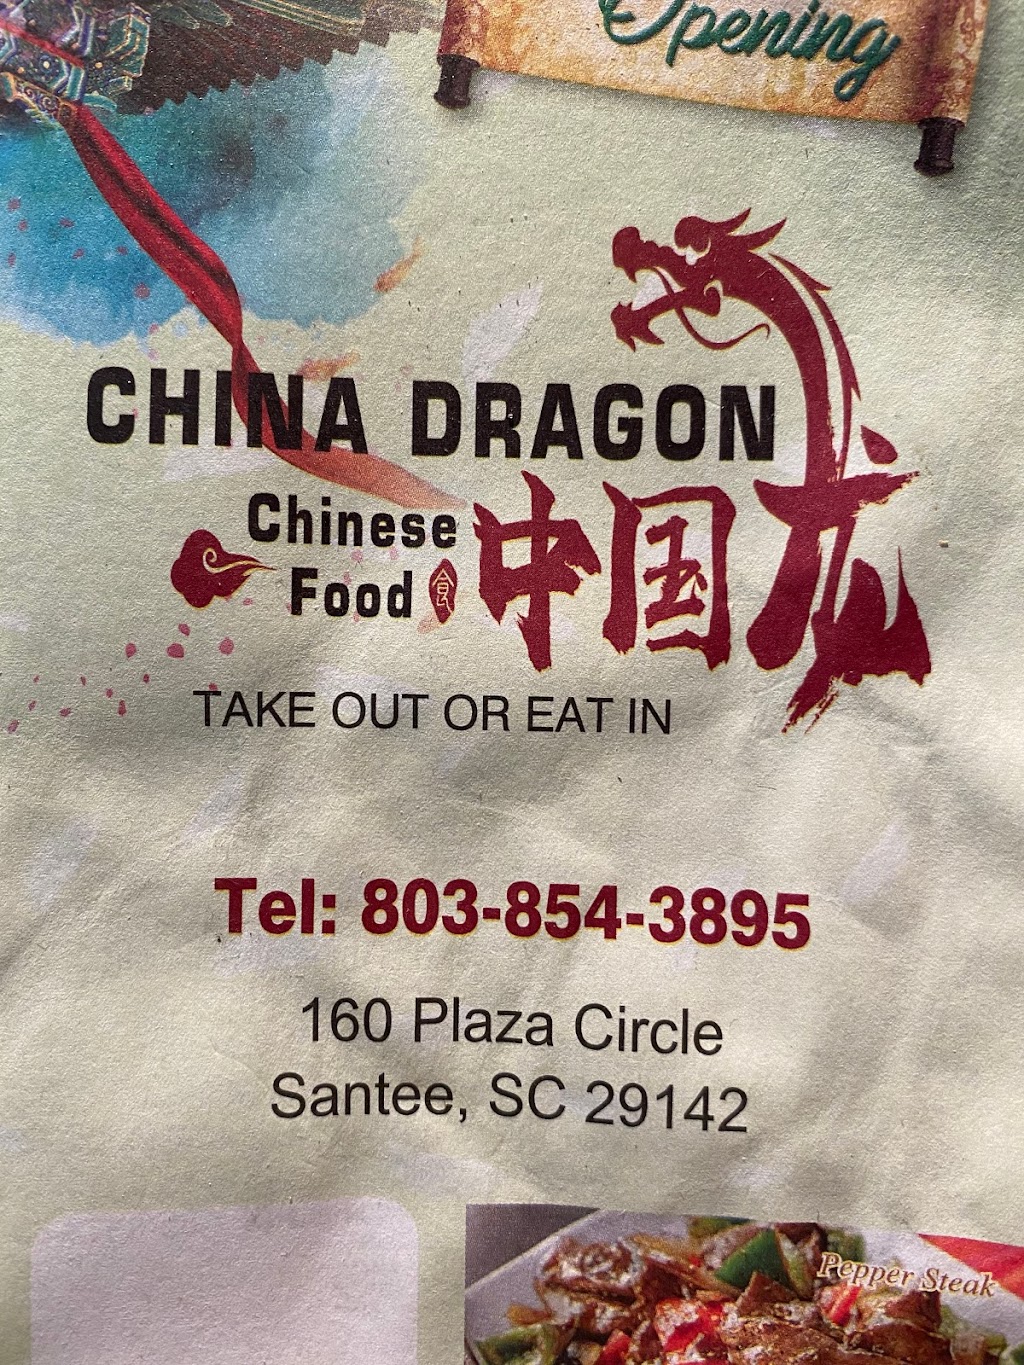 Opening
CHINA DRAGON
Chinese
Food 食 中国龙
TAKE OUT OR EAT IN
Tel: 803-854-3895
160 Plaza Circle
Santee, SC 29142
Pepper Steak